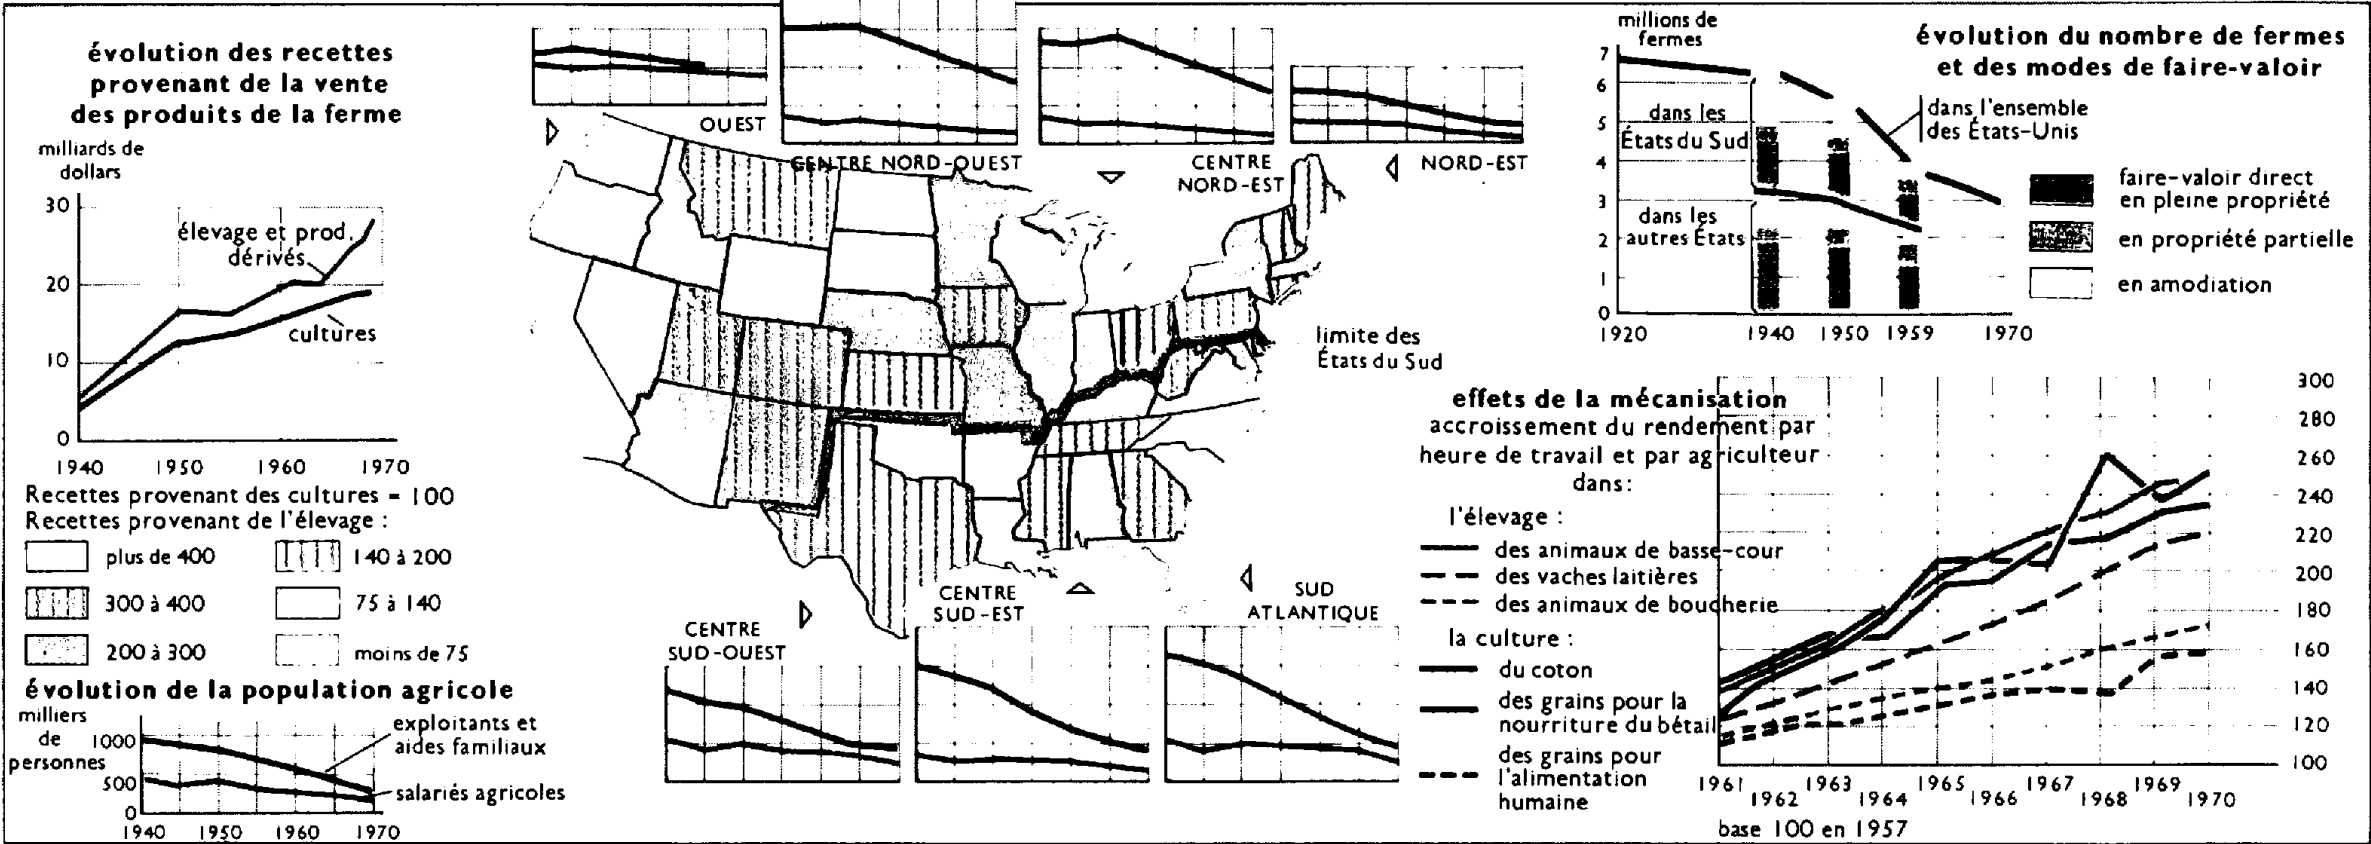 évolution des recettes
provenant de la vente
des produits de la ferme
milliards de
dollars
30
20
10
0
élevage et prod.
dérivés
cultures
1940 1950 1960 1970
Recettes provenant des cultures = 100
Recettes provenant de l'élevage :
plus de 400
140 à 200
300 à 400
75 à 140
200 à 300
moins de 75
évolution de la population agricole
milliers
de
personnes
1000
500
0
exploitants et
aides familiaux
salariés agricoles
1940 1950 1960 1970
OUEST
CENTRE NORD-OUEST
CENTRE
NORD-EST
NORD-EST
limite des
États du Sud
CENTRE
SUD-OUEST
CENTRE
SUD-EST
SUD
ATLANTIQUE
évolution du nombre de fermes
et des modes de faire-valoir
millions de
fermes
7
6
5
4
3
2
1
0
dans les
États du Sud
dans les
autres États
dans l'ensemble
des États-Unis
1920 1940 1950 1959 1970
faire-valoir direct
en pleine propriété
en propriété partielle
en amodiation
effets de la mécanisation
accroissement du rendement par
heure de travail et par agriculteur
dans :
l'élevage :
des animaux de basse-cour
des vaches laitières
des animaux de boucherie
la culture :
du coton
des grains pour la
nourriture du bétail
des grains pour
l'alimentation
humaine
300
280
260
240
220
200
180
160
140
120
100
1961 1963 1965 1967 1969
1962 1964 1966 1968 1970
base 100 en 1957